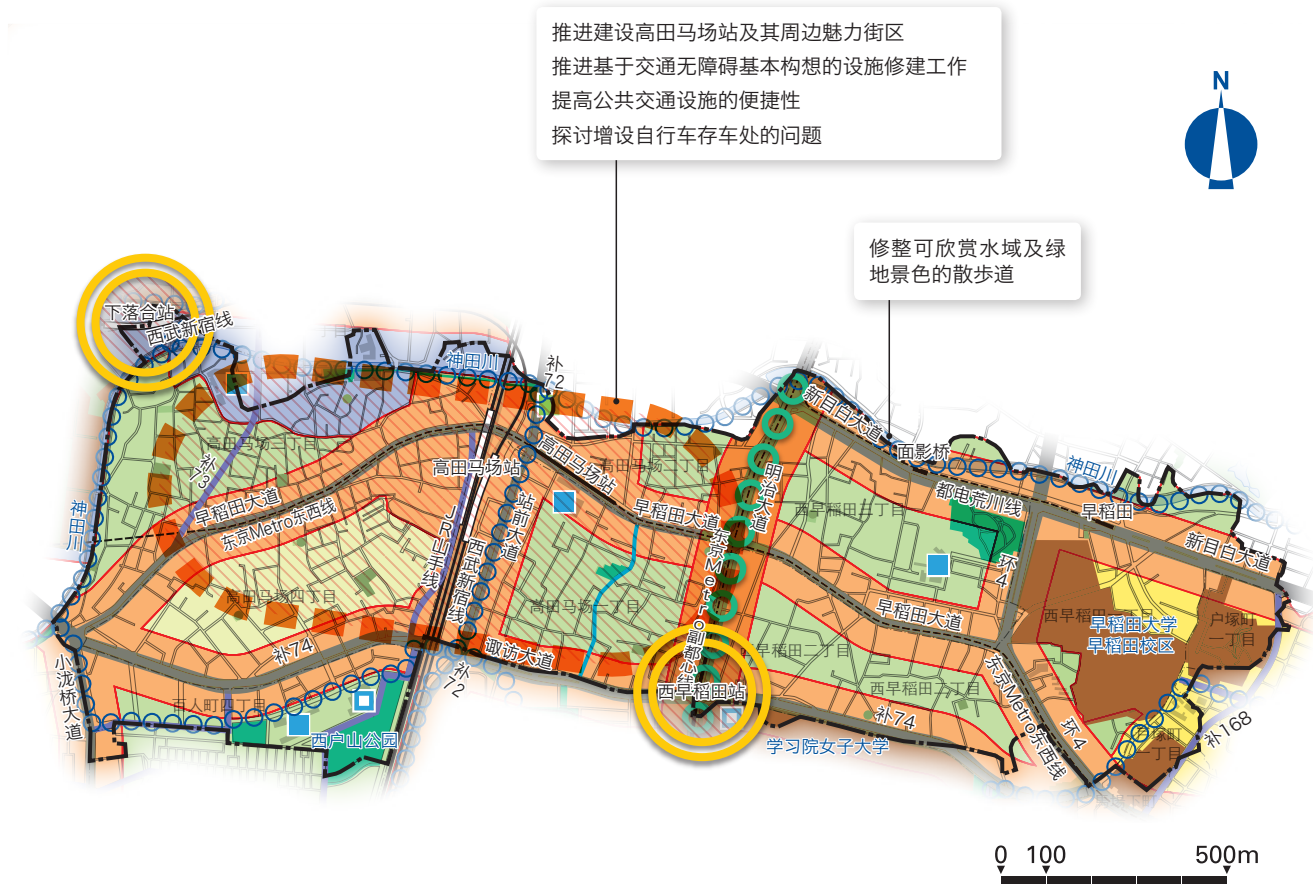 推进建设高田马场站及其周边魅力街区
推进基于交通无障碍基本构想的设施修建工作
提高公共交通设施的便捷性
探讨增设自行车存车处的问题
N
修整可欣赏水域及绿
地景色的散步道
下落合站
西武新宿线
神田川
补72
新目白大道
面影桥
神田川
高田马场三丁目
补73
高田马场站
高田马场站
高田马场二丁目
明治大道
都电荒川线
早稻田
早稻田大道
东京Metro东西线
神田川
站前大道
早稻田大道
西早稻田三丁目
新目白大道
JR山手线
西武新宿线
东京Metro副都心线
环4
高田马场四丁目
高田马场一丁目
早稻田大道
西早稻田一丁目
早稻田大学
早稻田校区
户塚町
一丁目
补74
诹访大道
西早稻田二丁目
小泷桥大道
补72
西早稻田站
西早稻田二丁目
东京Metro东西线
百人町四丁目
补74
环4
补168
西户山公园
学习院女子大学
一丁目
0 100 500m